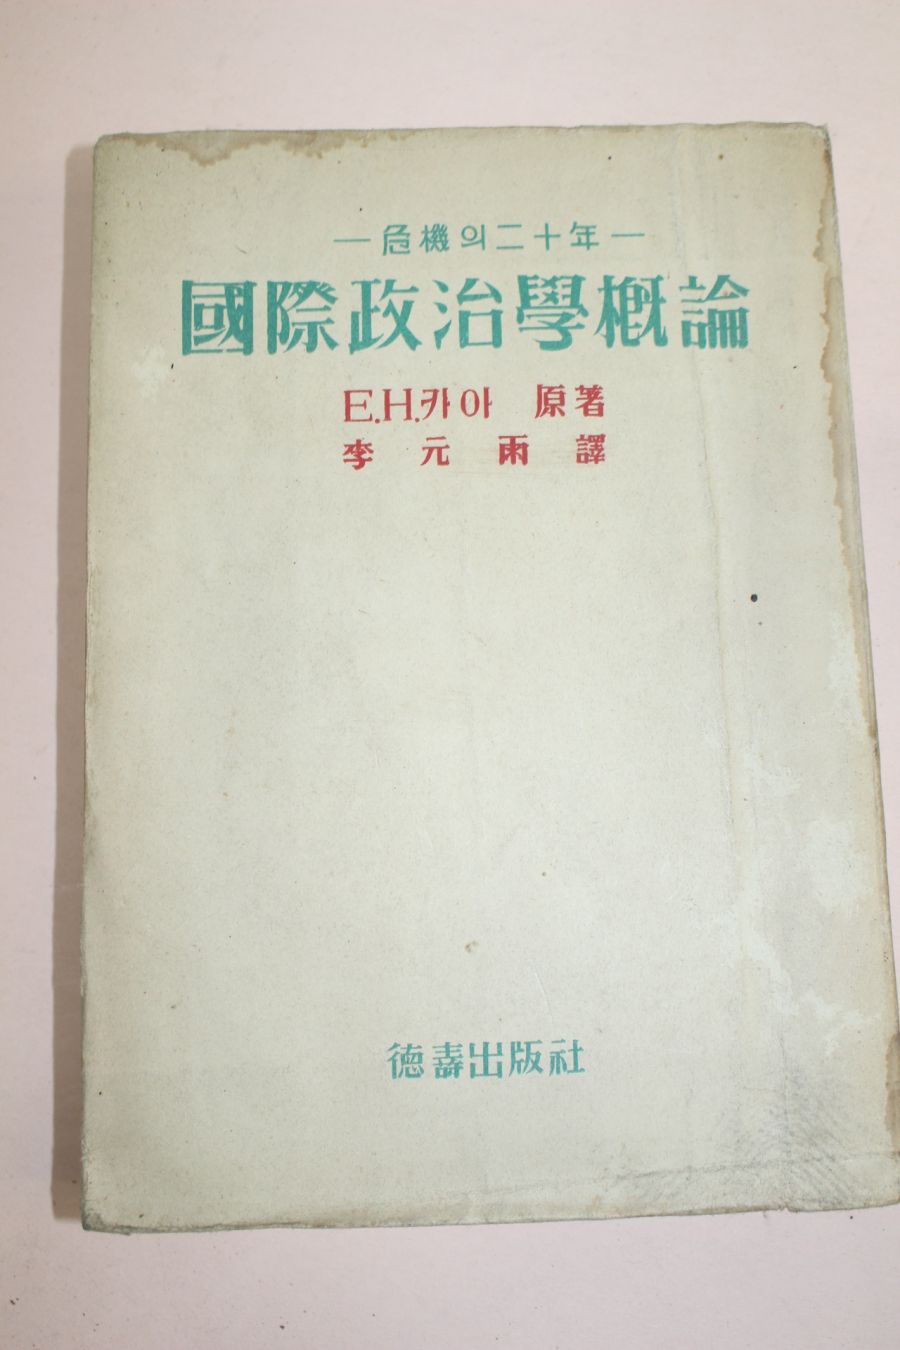 ─危機의二十年─
國際政治學槪論
E.H.카아 原著
李元雨譯
德壽出版社